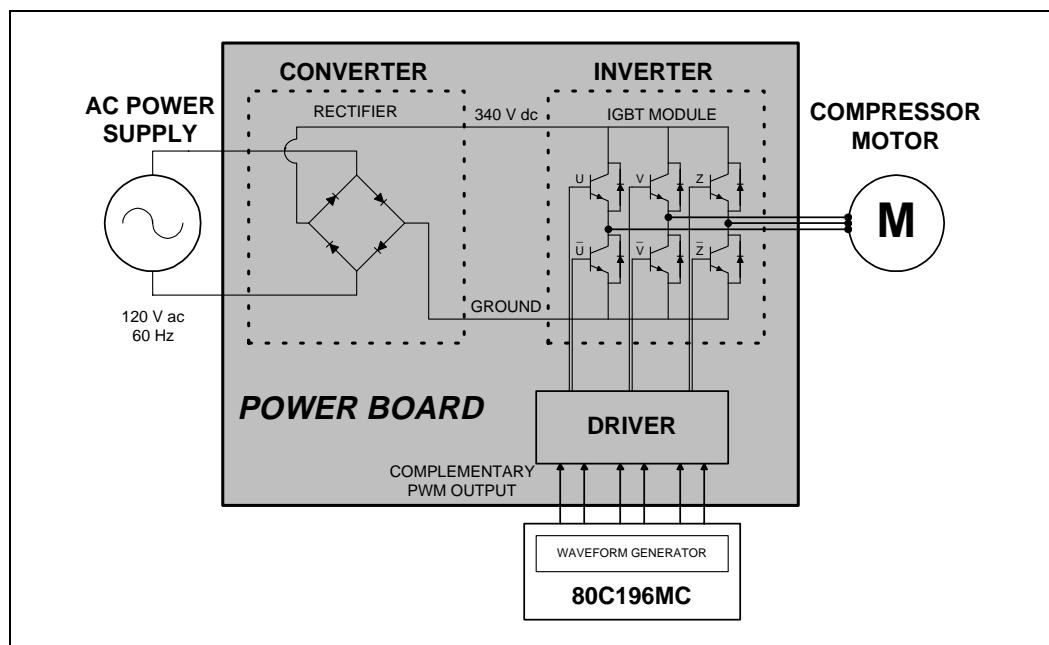 CONVERTER
INVERTER
AC POWER
SUPPLY
RECTIFIER
340 V dc
IGBT MODULE
COMPRESSOR
MOTOR
U
V
Z
M
U̅
V̅
Z̅
GROUND
120 V ac
60 Hz
POWER BOARD
DRIVER
COMPLEMENTARY
PWM OUTPUT
WAVEFORM GENERATOR
80C196MC